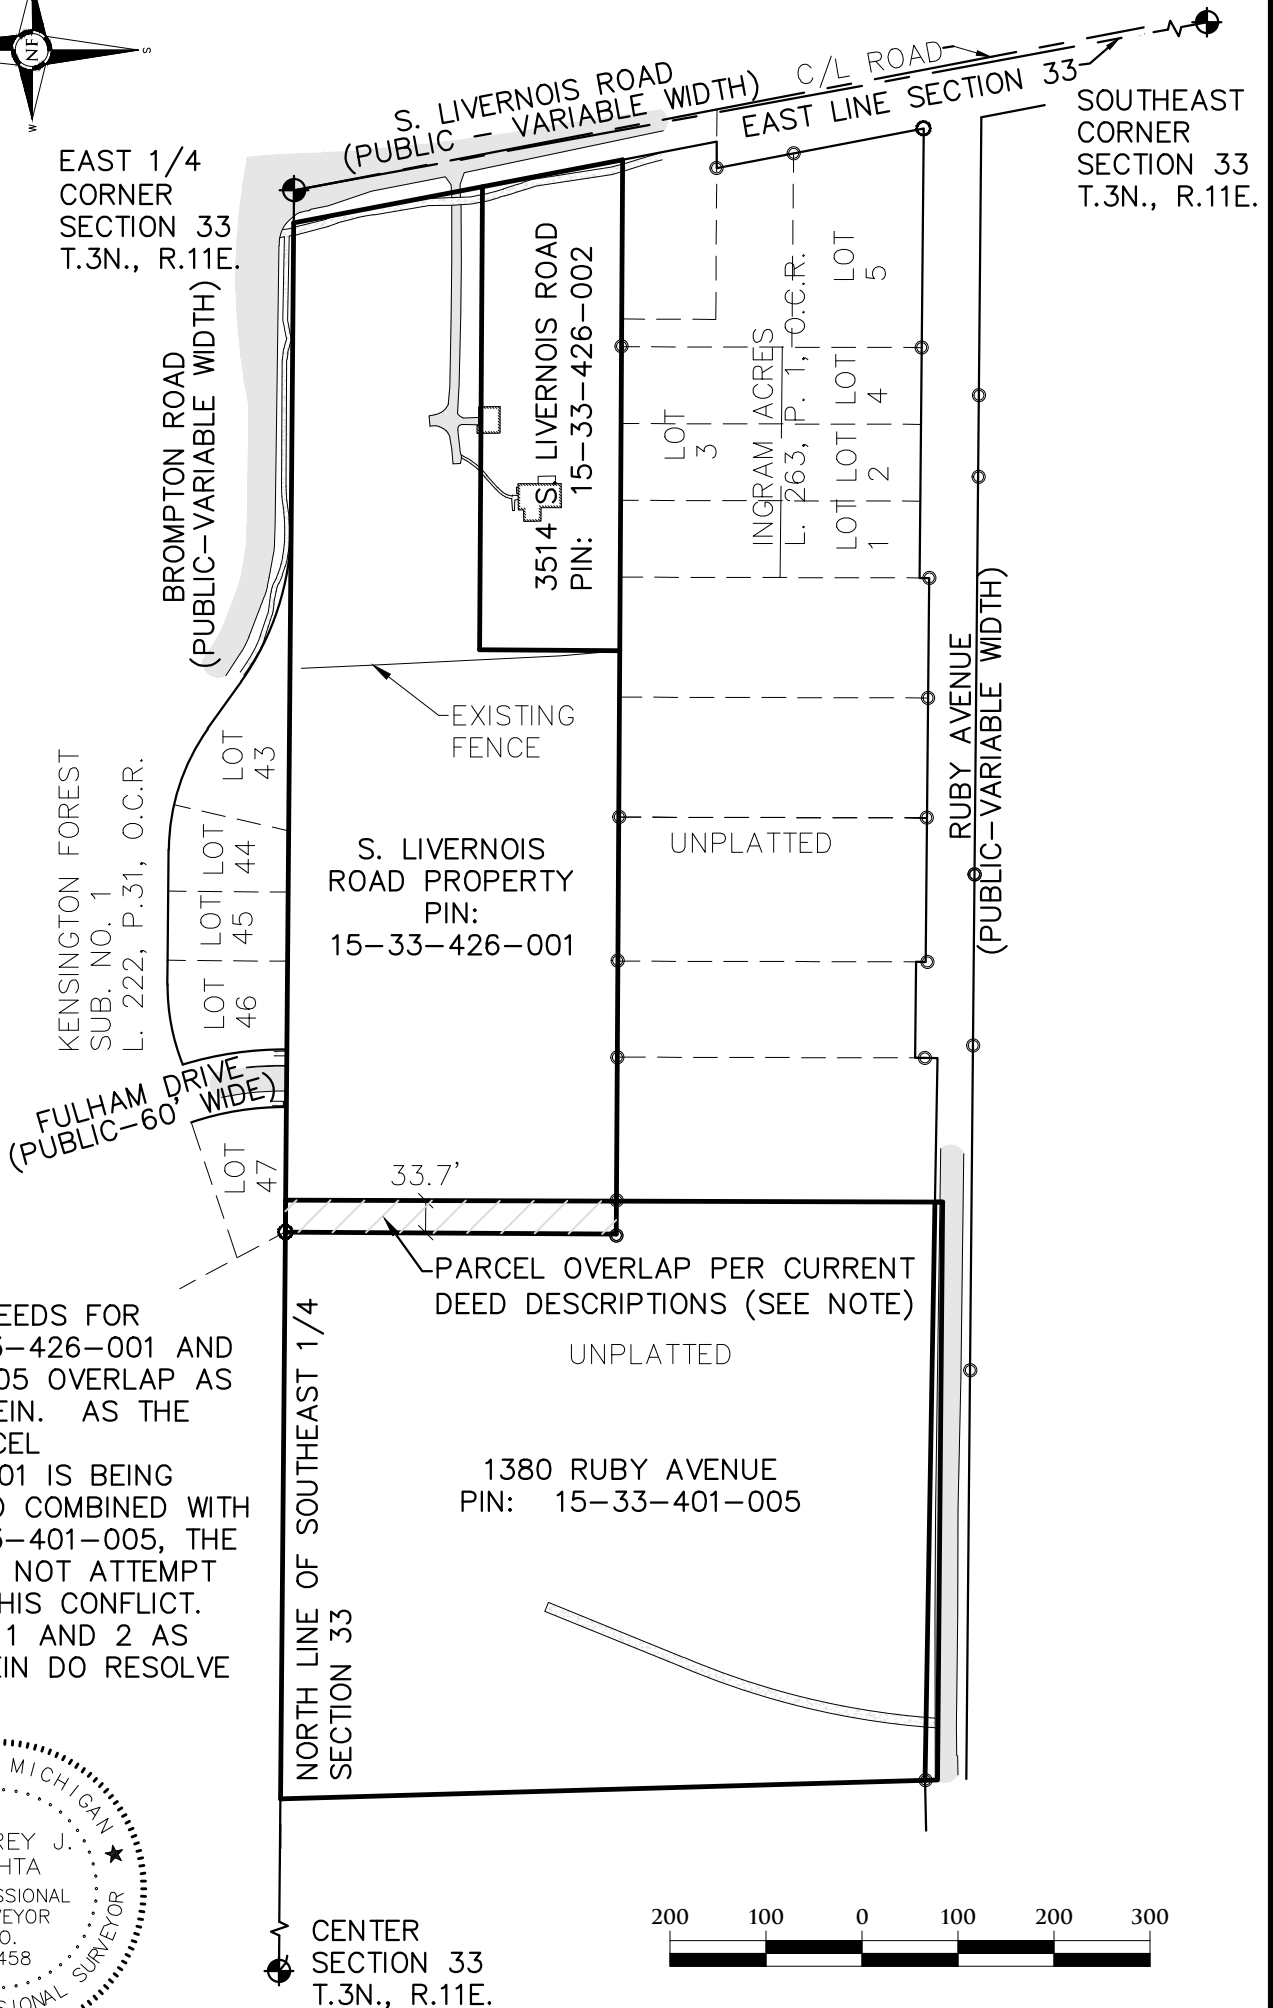 NF
S
W
S. LIVERNOIS ROAD
(PUBLIC - VARIABLE WIDTH)
C/L ROAD
EAST LINE SECTION 33
SOUTHEAST
CORNER
SECTION 33
T.3N., R.11E.
EAST 1/4
CORNER
SECTION 33
T.3N., R.11E.
BROMPTON ROAD
(PUBLIC-VARIABLE WIDTH)
3514 S. LIVERNOIS ROAD
PIN: 15-33-426-002
LOT
3
INGRAM ACRES
L. 263, P. 1, O.C.R.
LOT
5
LOT
4
LOT
2
LOT
1
RUBY AVENUE
(PUBLIC-VARIABLE WIDTH)
EXISTING
FENCE
KENSINGTON FOREST
SUB. NO. 1
L. 222, P.31, O.C.R.
LOT
43
LOT
44
LOT
45
LOT
46
S. LIVERNOIS
ROAD PROPERTY
PIN:
15-33-426-001
UNPLATTED
FULHAM DRIVE
(PUBLIC-60' WIDE)
LOT
47
33.7'
PARCEL OVERLAP PER CURRENT
DEED DESCRIPTIONS (SEE NOTE)
UNPLATTED
1380 RUBY AVENUE
PIN: 15-33-401-005
NORTH LINE OF SOUTHEAST 1/4
SECTION 33
EEDS FOR
-426-001 AND
05 OVERLAP AS
EIN. AS THE
CEL
01 IS BEING
D COMBINED WITH
-401-005, THE
NOT ATTEMPT
HIS CONFLICT.
1 AND 2 AS
EIN DO RESOLVE
MICHIGAN
REY J.
HTA
SSIONAL
VEYOR
O.
458
SIONAL SURVEYOR
CENTER
SECTION 33
T.3N., R.11E.
200 100 0 100 200 300